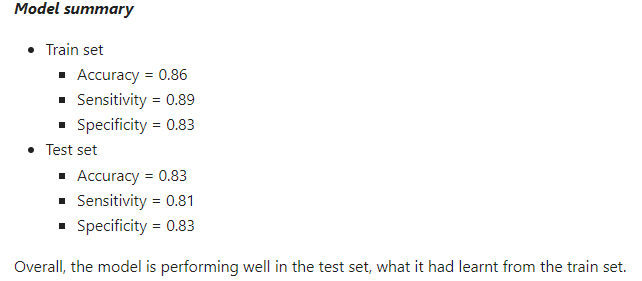 Model summary
• Train set
▪ Accuracy = 0.86
▪ Sensitivity = 0.89
▪ Specificity = 0.83
• Test set
▪ Accuracy = 0.83
▪ Sensitivity = 0.81
▪ Specificity = 0.83
Overall, the model is performing well in the test set, what it had learnt from the train set.